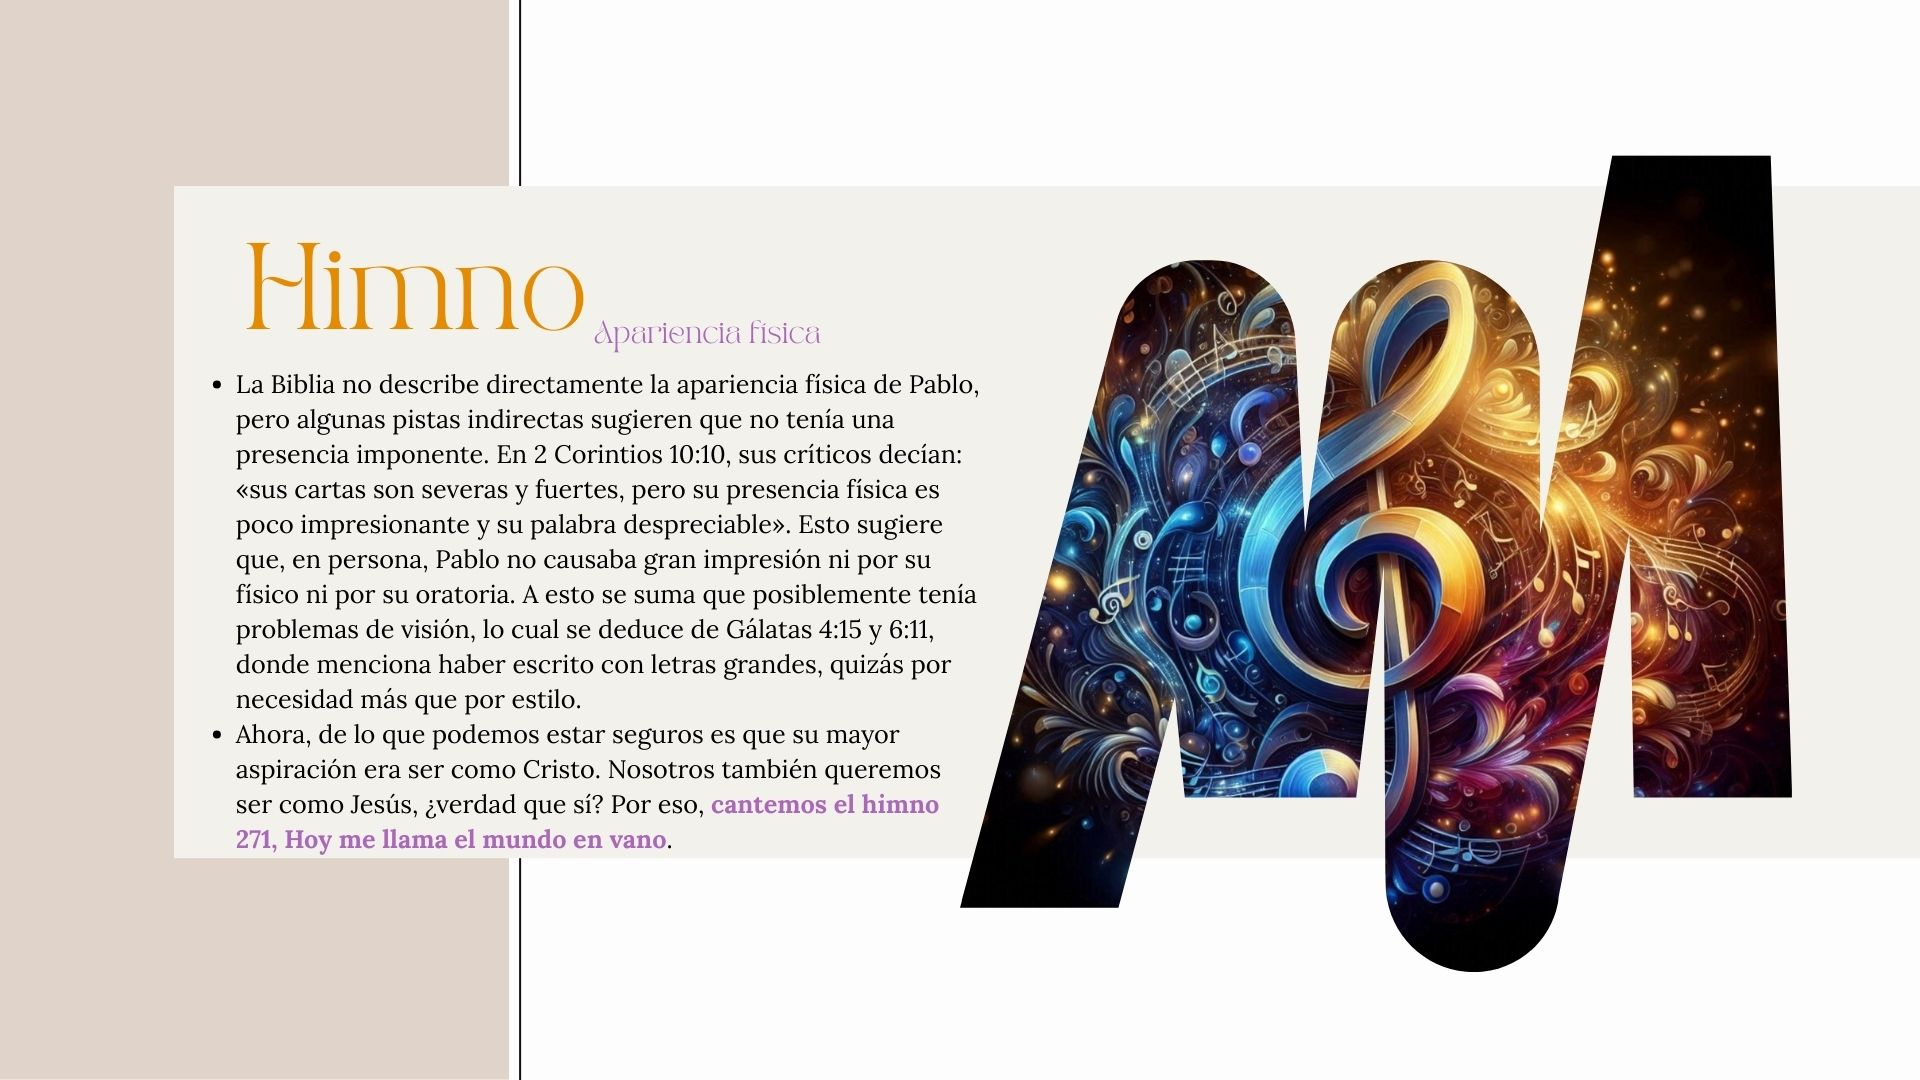 Himno
Apariencia física
• La Biblia no describe directamente la apariencia física de Pablo,
pero algunas pistas indirectas sugieren que no tenía una
presencia imponente. En 2 Corintios 10:10, sus críticos decían:
«sus cartas son severas y fuertes, pero su presencia física es
poco impresionante y su palabra despreciable». Esto sugiere
que, en persona, Pablo no causaba gran impresión ni por su
físico ni por su oratoria. A esto se suma que posiblemente tenía
problemas de visión, lo cual se deduce de Gálatas 4:15 y 6:11,
donde menciona haber escrito con letras grandes, quizás por
necesidad más que por estilo.
• Ahora, de lo que podemos estar seguros es que su mayor
aspiración era ser como Cristo. Nosotros también queremos
ser como Jesús, ¿verdad que sí? Por eso, cantemos el himno
271, Hoy me llama el mundo en vano.